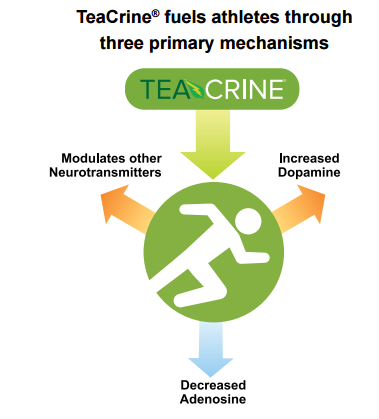 TeaCrine® fuels athletes through
three primary mechanisms
TEACRINE®
Modulates other
Neurotransmitters
Increased
Dopamine
Decreased
Adenosine